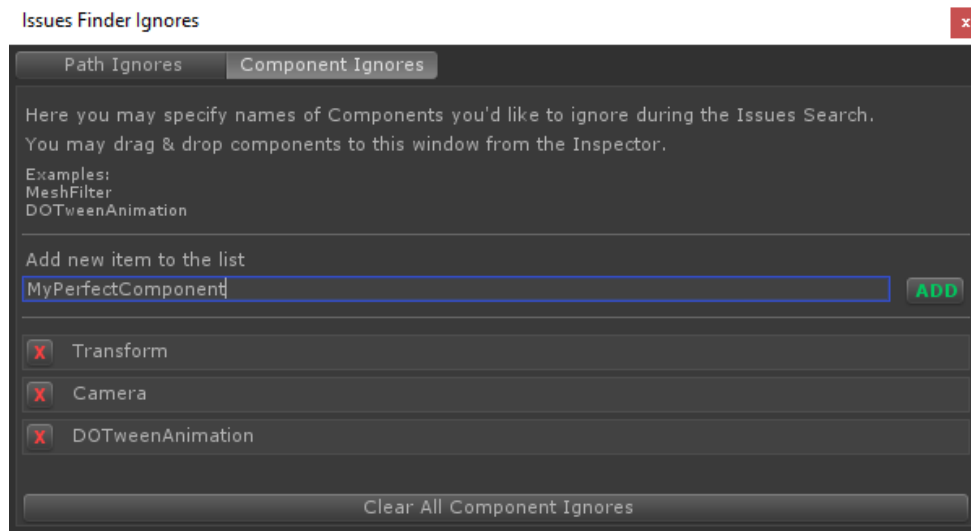 Issues Finder Ignores
x
Path Ignores
Component Ignores
Here you may specify names of Components you'd like to ignore during the Issues Search.
You may drag & drop components to this window from the Inspector.
Examples:
MeshFilter
DOTweenAnimation
Add new item to the list
MyPerfectComponent
ADD
X Transform
X Camera
X DOTweenAnimation
Clear All Component Ignores